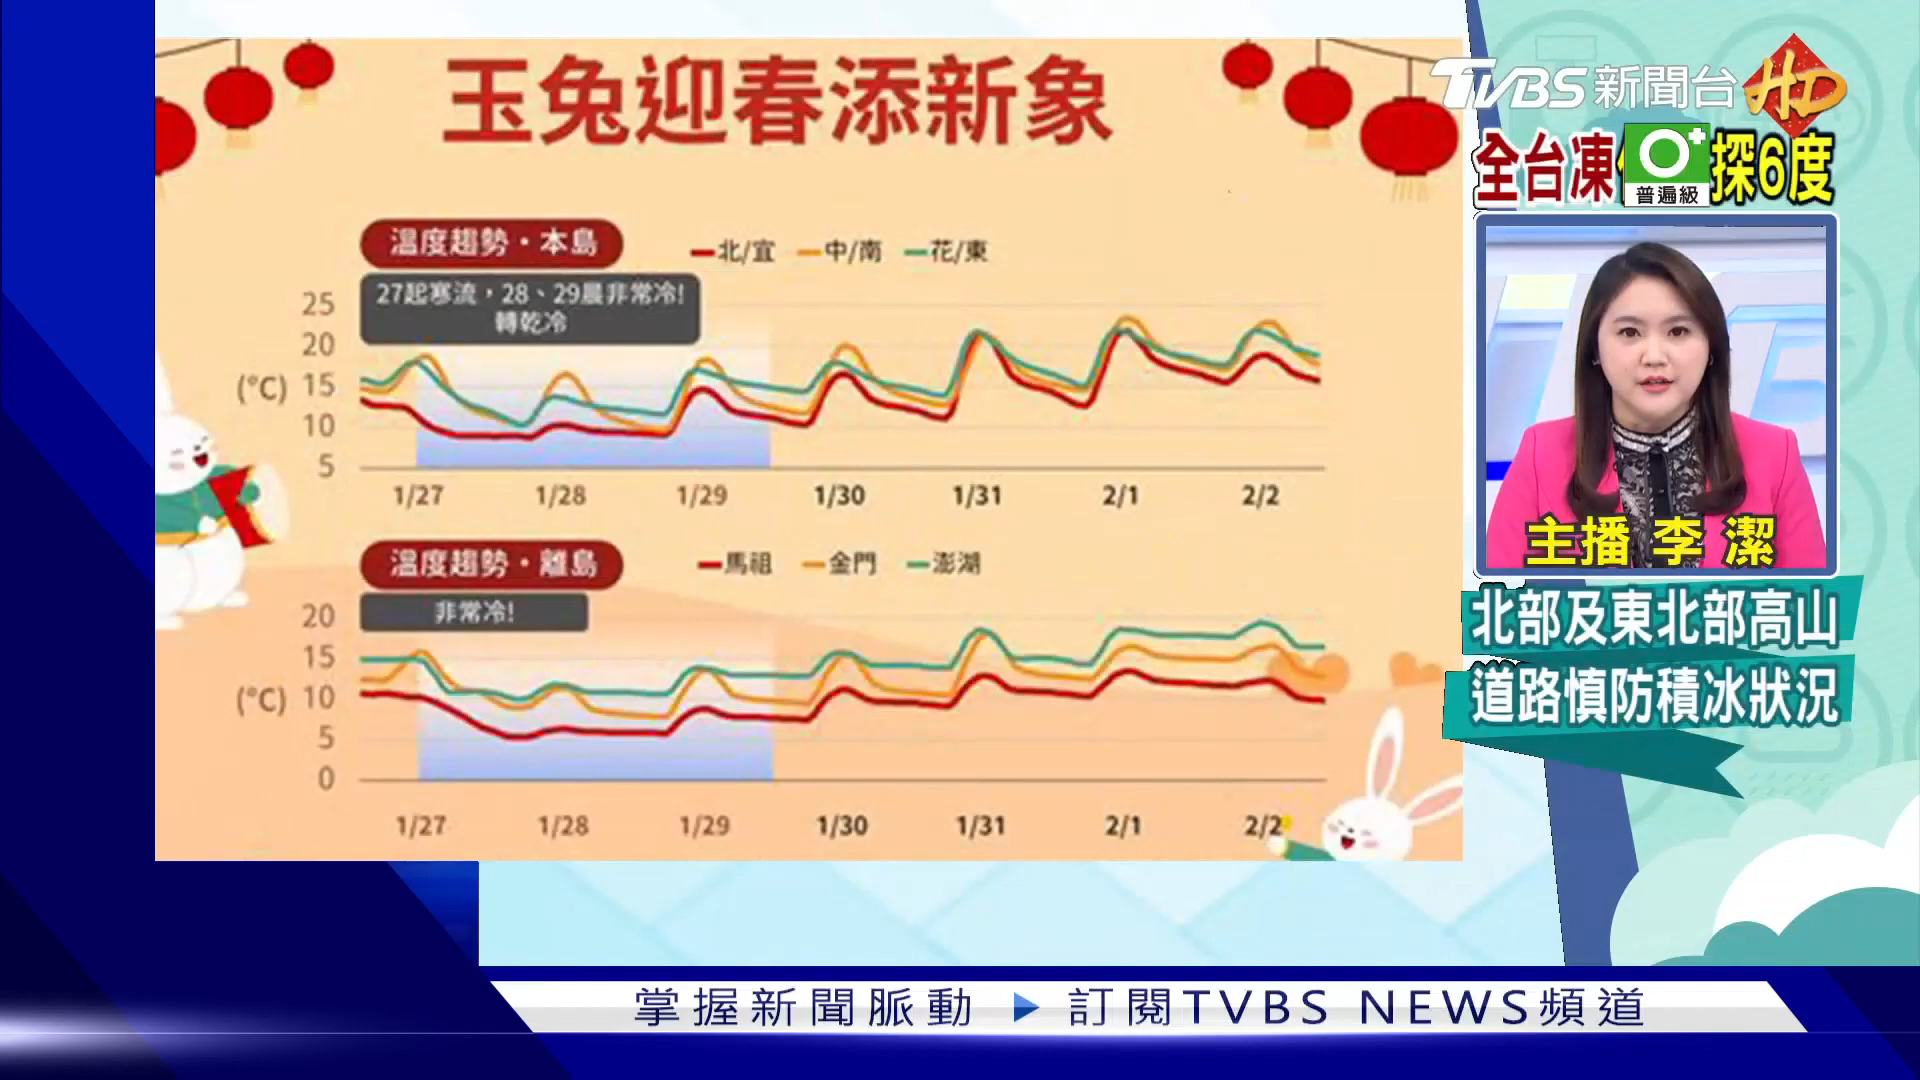 玉兔迎春添新象
TVBS新聞台 HD
全台凍 探6度
普遍級
溫度趨勢・本島
北/宜 中/南 花/東
27起寒流，28、29晨非常冷!
轉乾冷
25
20
(°C) 15
10
5
1/27 1/28 1/29 1/30 1/31 2/1 2/2
主播 李 潔
溫度趨勢・離島
馬祖 金門 澎湖
非常冷!
20
15
(°C) 10
5
0
1/27 1/28 1/29 1/30 1/31 2/1 2/2
北部及東北部高山
道路慎防積冰狀況
掌握新聞脈動 ▶ 訂閱TVBS NEWS頻道